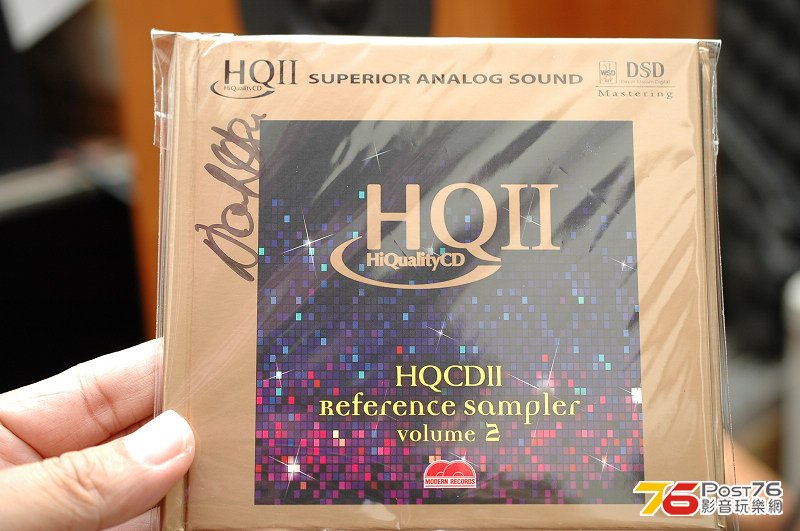 HQII SUPERIOR ANALOG SOUND
HiQualityCD
WSD
DSD
Mastering
HQII
HiQualityCD
HQCDII
Reference Sampler
volume 2
MODERN RECORDS
76 Post76
影音玩樂網